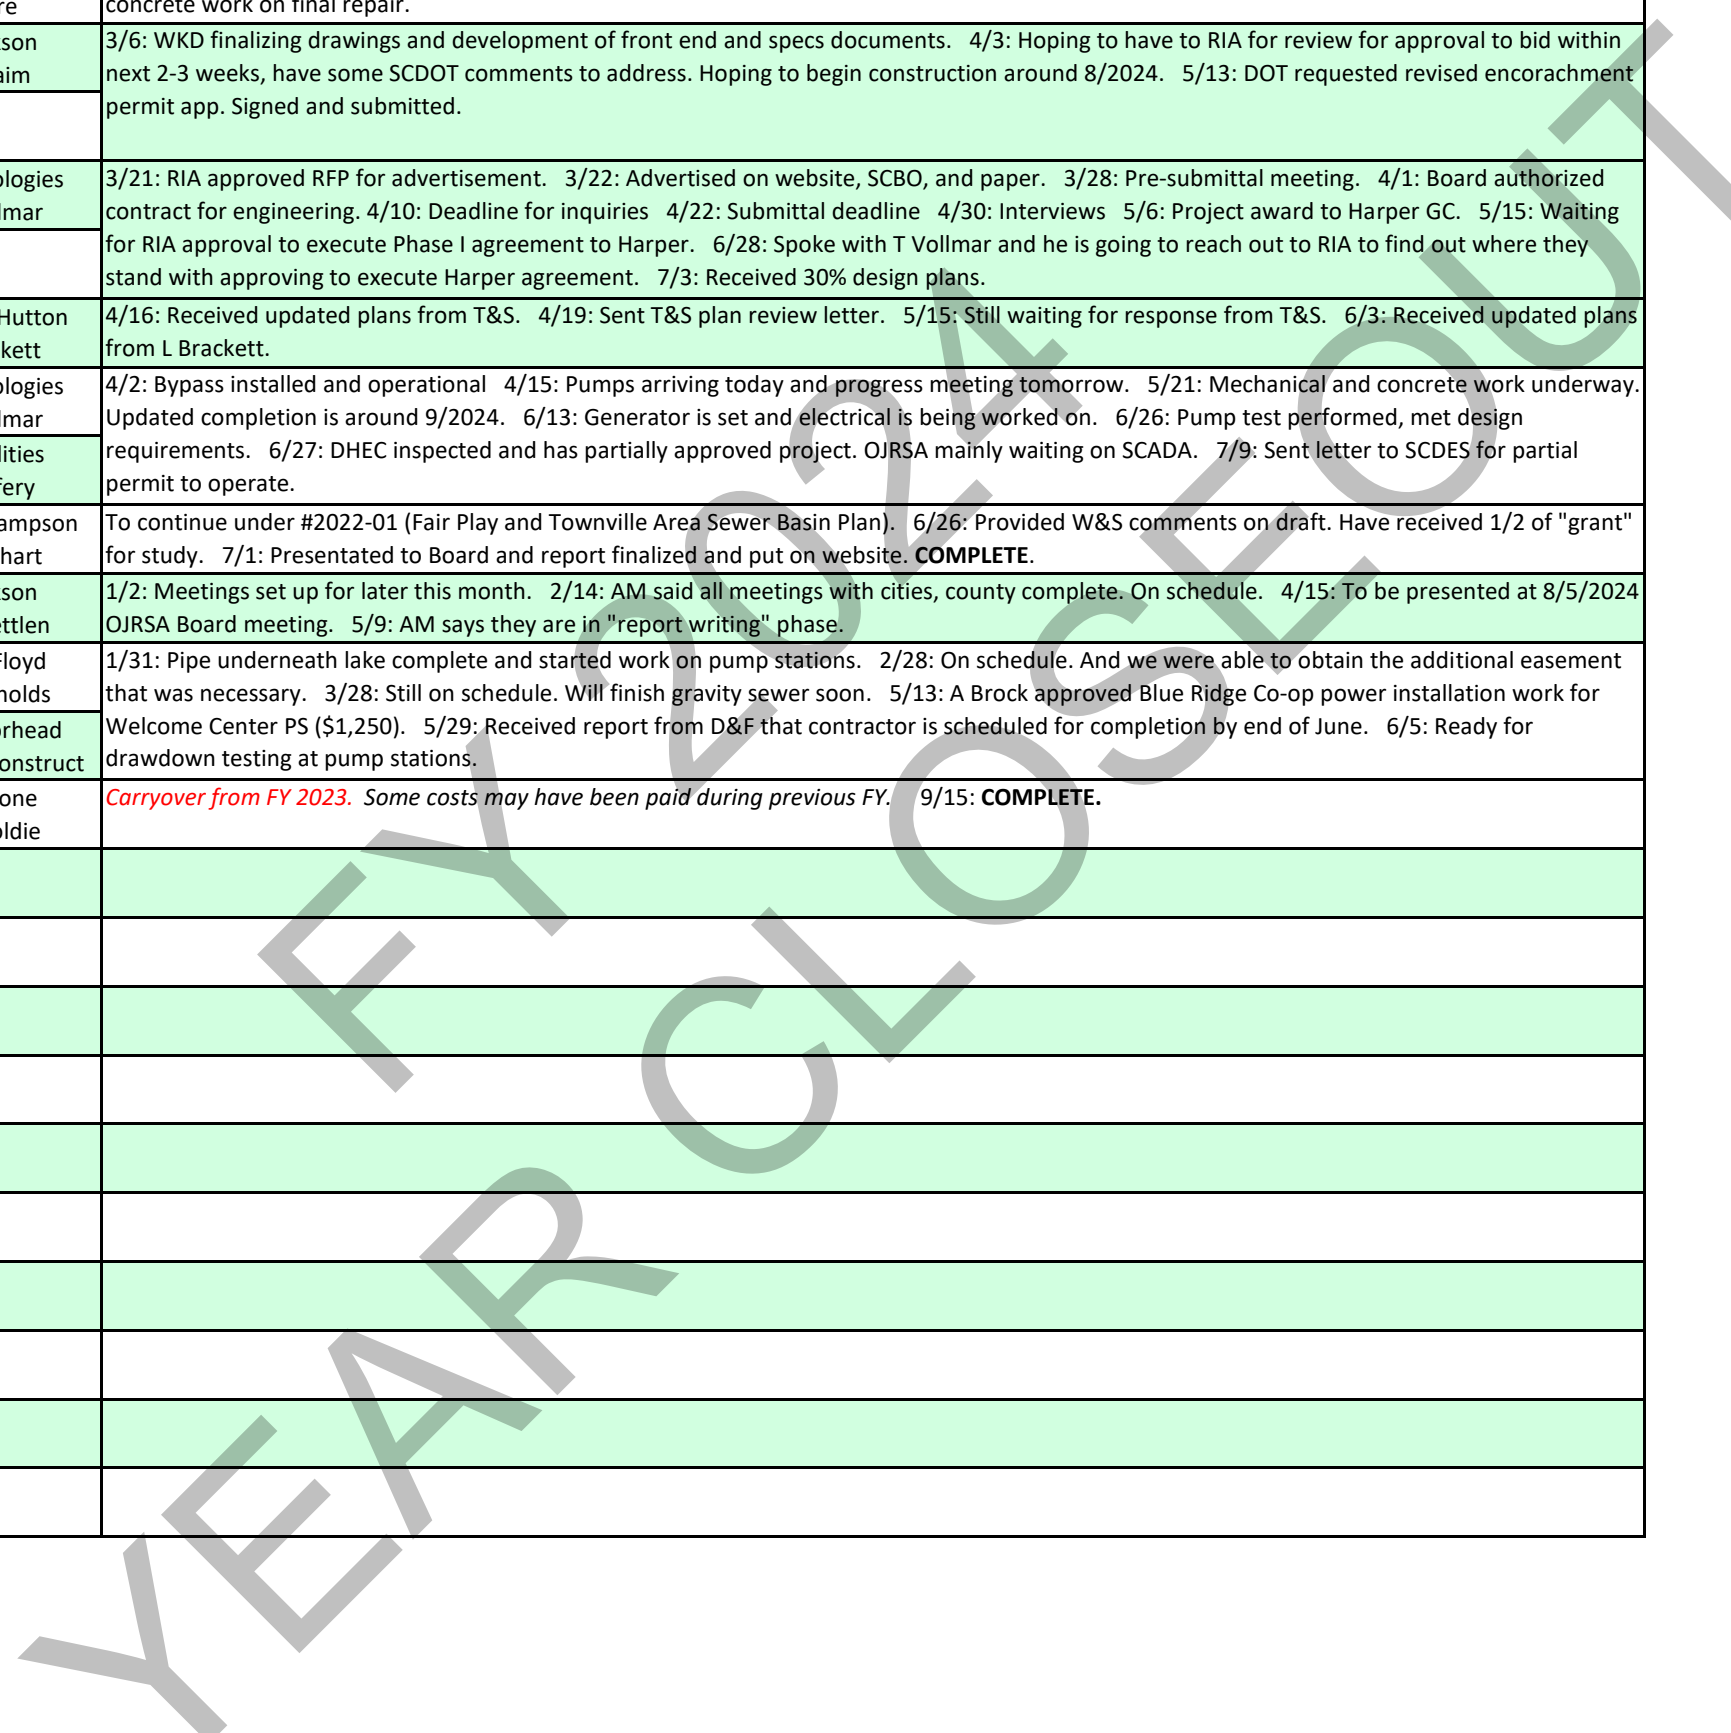 re
concrete work on final repair.
son
aim
3/6: WKD finalizing drawings and development of front end and specs documents. 4/3: Hoping to have to RIA for review for approval to bid within
next 2-3 weeks, have some SCDOT comments to address. Hoping to begin construction around 8/2024. 5/13: DOT requested revised encorachment
permit app. Signed and submitted.
ologies
lmar
3/21: RIA approved RFP for advertisement. 3/22: Advertised on website, SCBO, and paper. 3/28: Pre-submittal meeting. 4/1: Board authorized
contract for engineering. 4/10: Deadline for inquiries 4/22: Submittal deadline 4/30: Interviews 5/6: Project award to Harper GC. 5/15: Waiting
for RIA approval to execute Phase I agreement to Harper. 6/28: Spoke with T Vollmar and he is going to reach out to RIA to find out where they
stand with approving to execute Harper agreement. 7/3: Received 30% design plans.
Hutton
kett
4/16: Received updated plans from T&S. 4/19: Sent T&S plan review letter. 5/15: Still waiting for response from T&S. 6/3: Received updated plans
from L Brackett.
ologies
lmar
lities
fery
4/2: Bypass installed and operational 4/15: Pumps arriving today and progress meeting tomorrow. 5/21: Mechanical and concrete work underway.
Updated completion is around 9/2024. 6/13: Generator is set and electrical is being worked on. 6/26: Pump test performed, met design
requirements. 6/27: DHEC inspected and has partially approved project. OJRSA mainly waiting on SCADA. 7/9: Sent letter to SCDES for partial
permit to operate.
ampson
hart
To continue under #2022-01 (Fair Play and Townville Area Sewer Basin Plan). 6/26: Provided W&S comments on draft. Have received 1/2 of "grant"
for study. 7/1: Presentated to Board and report finalized and put on website. COMPLETE.
son
ettlen
1/2: Meetings set up for later this month. 2/14: AM said all meetings with cities, county complete. On schedule. 4/15: To be presented at 8/5/2024
OJRSA Board meeting. 5/9: AM says they are in "report writing" phase.
Floyd
nolds
orhead
onstruct
1/31: Pipe underneath lake complete and started work on pump stations. 2/28: On schedule. And we were able to obtain the additional easement
that was necessary. 3/28: Still on schedule. Will finish gravity sewer soon. 5/13: A Brock approved Blue Ridge Co-op power installation work for
Welcome Center PS ($1,250). 5/29: Received report from D&F that contractor is scheduled for completion by end of June. 6/5: Ready for
drawdown testing at pump stations.
one
oldie
Carryover from FY 2023. Some costs may have been paid during previous FY. 9/15: COMPLETE.
FY 2024
YEAR CLOSEOUT